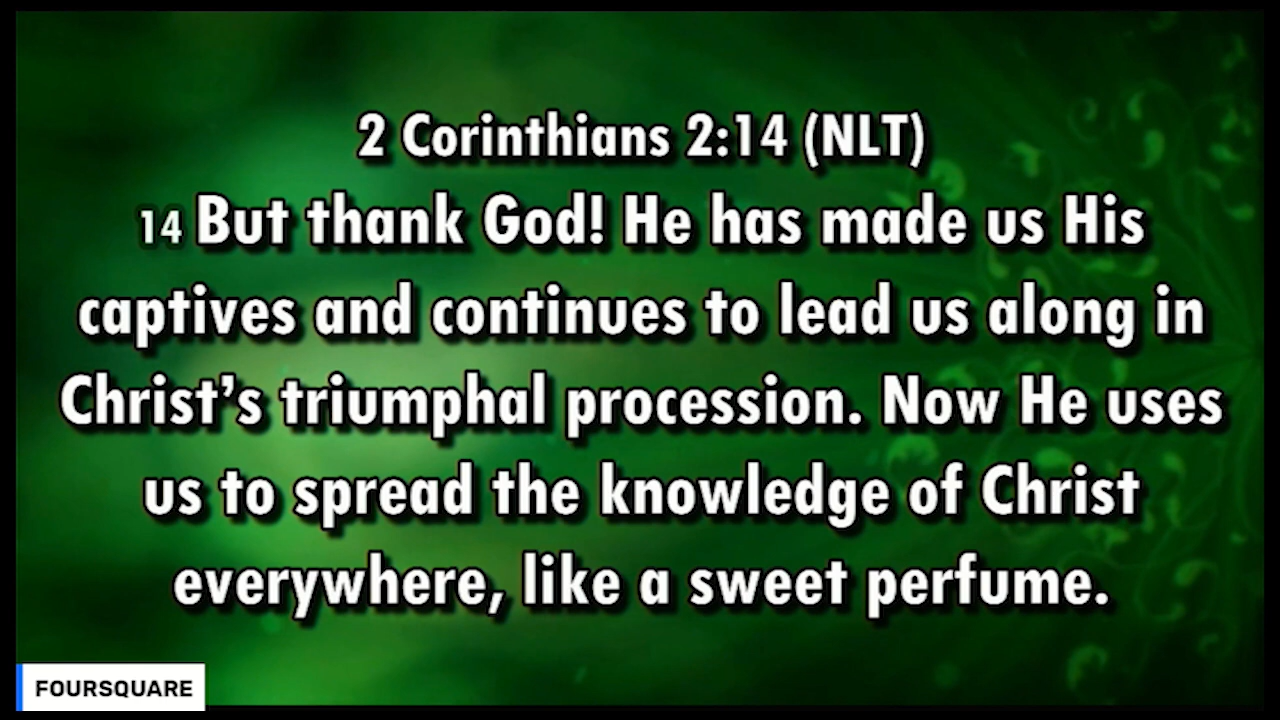 2 Corinthians 2:14 (NLT)
14 But thank God! He has made us His
captives and continues to lead us along in
Christ’s triumphal procession. Now He uses
us to spread the knowledge of Christ
everywhere, like a sweet perfume.
FOURSQUARE